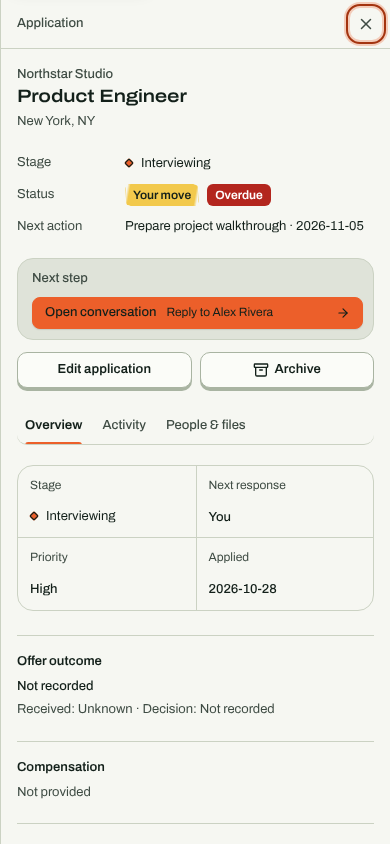 Application
Northstar Studio
Product Engineer
New York, NY
Stage Interviewing
Status Your move Overdue
Next action Prepare project walkthrough · 2026-11-05
Next step
Open conversation Reply to Alex Rivera
Edit application Archive
Overview Activity People & files
Stage Next response
Interviewing You
Priority Applied
High 2026-10-28
Offer outcome
Not recorded
Received: Unknown · Decision: Not recorded
Compensation
Not provided